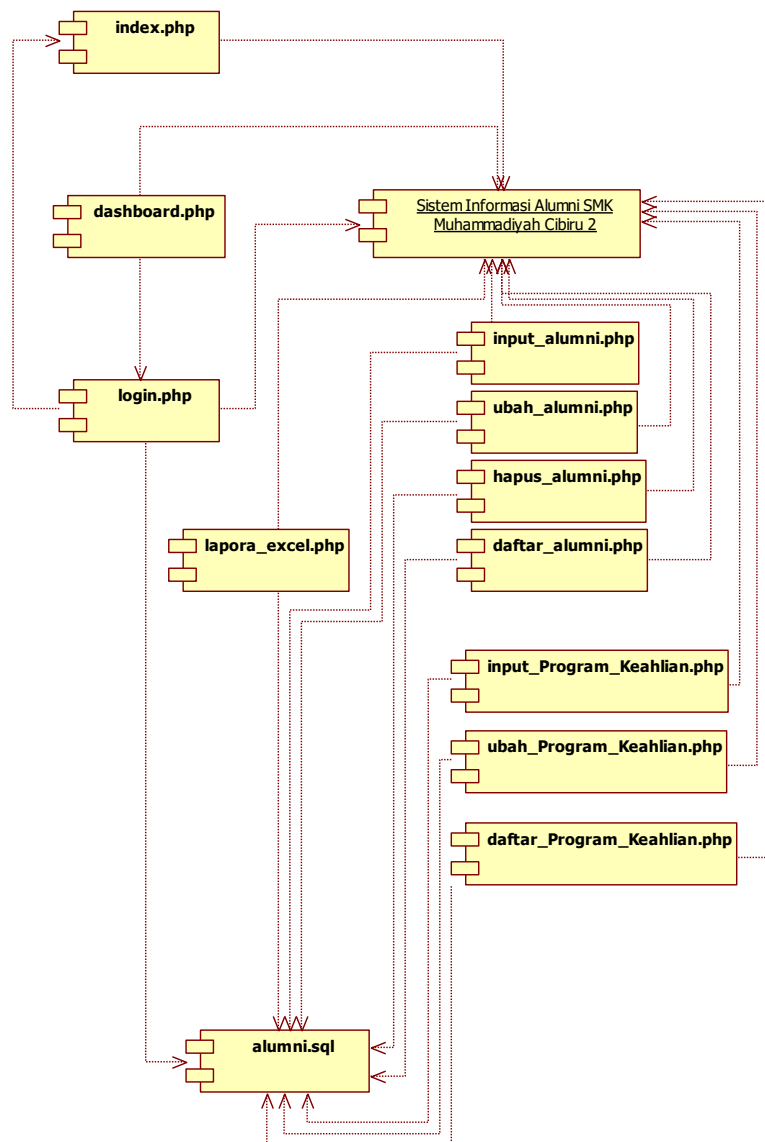 index.php
dashboard.php
Sistem Informasi Alumni SMK
Muhammadiyah Cibiru 2
input_alumni.php
login.php
ubah_alumni.php
hapus_alumni.php
lapora_excel.php
daftar_alumni.php
input_Program_Keahlian.php
ubah_Program_Keahlian.php
daftar_Program_Keahlian.php
alumni.sql